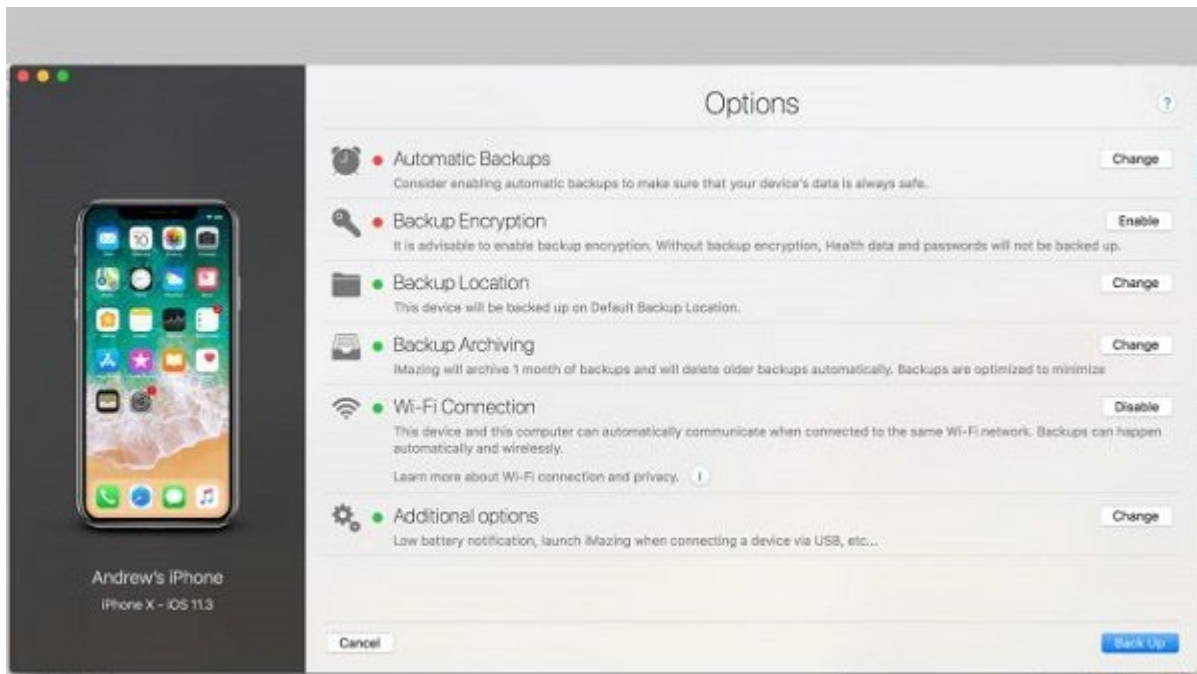 Options
?
Automatic Backups
Change
Consider enabling automatic backups to make sure that your device's data is always safe.
Backup Encryption
Enable
It is advisable to enable backup encryption. Without backup encryption, Health data and passwords will not be backed up.
Backup Location
Change
This device will be backed up on Default Backup Location.
Backup Archiving
Change
iMazing will archive 1 month of backups and will delete older backups automatically. Backups are optimized to minimize
Wi-Fi Connection
Disable
This device and this computer can automatically communicate when connected to the same Wi-Fi network. Backups can happen
automatically and wirelessly.
Learn more about Wi-Fi connection and privacy. i
Additional options
Change
Low battery notification, launch iMazing when connecting a device via USB, etc...
Andrew's iPhone
iPhone X - iOS 11.3
Cancel
Back Up
10